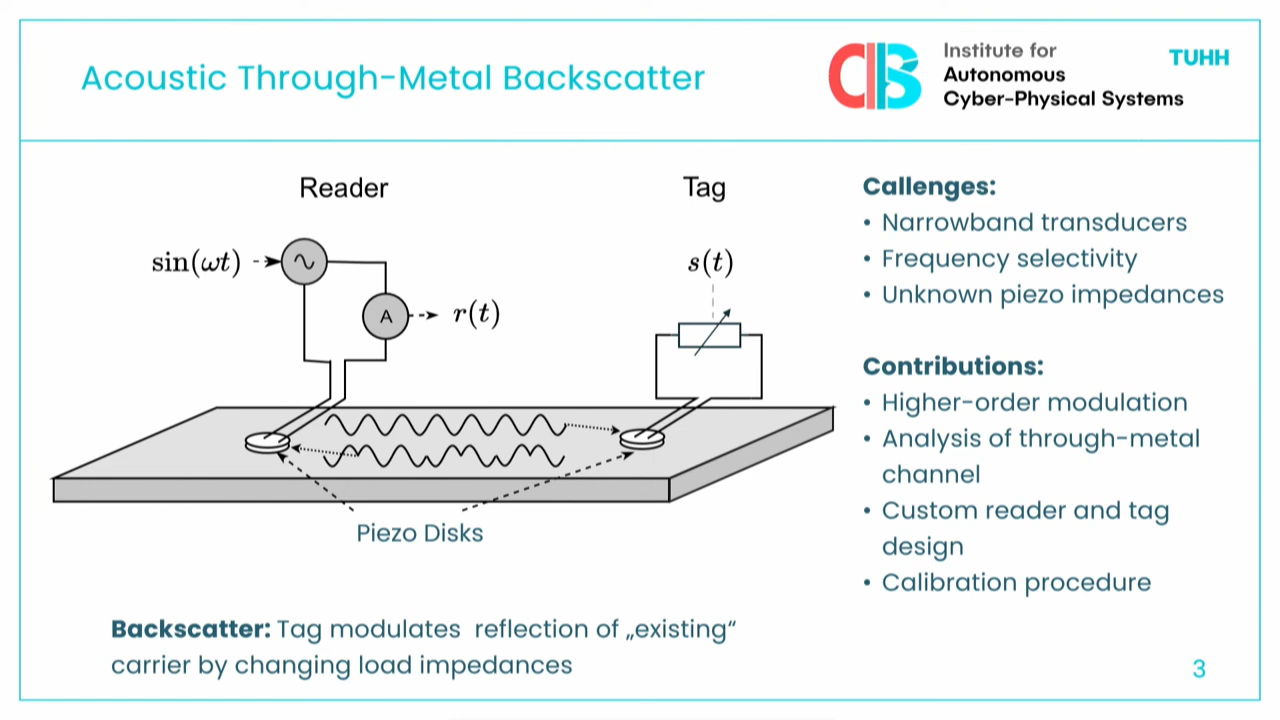 Acoustic Through-Metal Backscatter
Institute for
Autonomous
Cyber-Physical Systems
TUHH
Reader
Tag
sin(ωt)
s(t)
A
r(t)
Piezo Disks
Backscatter: Tag modulates reflection of „existing“
carrier by changing load impedances
Callenges:
• Narrowband transducers
• Frequency selectivity
• Unknown piezo impedances
Contributions:
• Higher-order modulation
• Analysis of through-metal
channel
• Custom reader and tag
design
• Calibration procedure
3